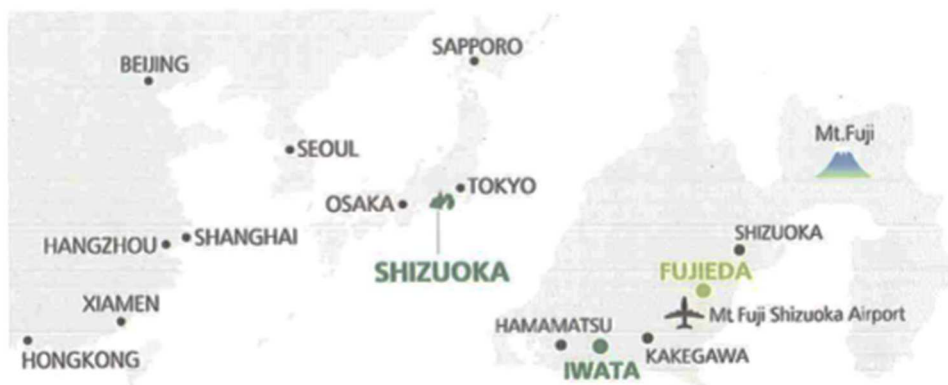 SAPPORO
BEIJING
SEOUL
TOKYO
OSAKA
SHANGHAI
HANGZHOU
SHIZUOKA
XIAMEN
HONGKONG
Mt.Fuji
SHIZUOKA
FUJIEDA
Mt Fuji Shizuoka Airport
HAMAMATSU
KAKEGAWA
IWATA